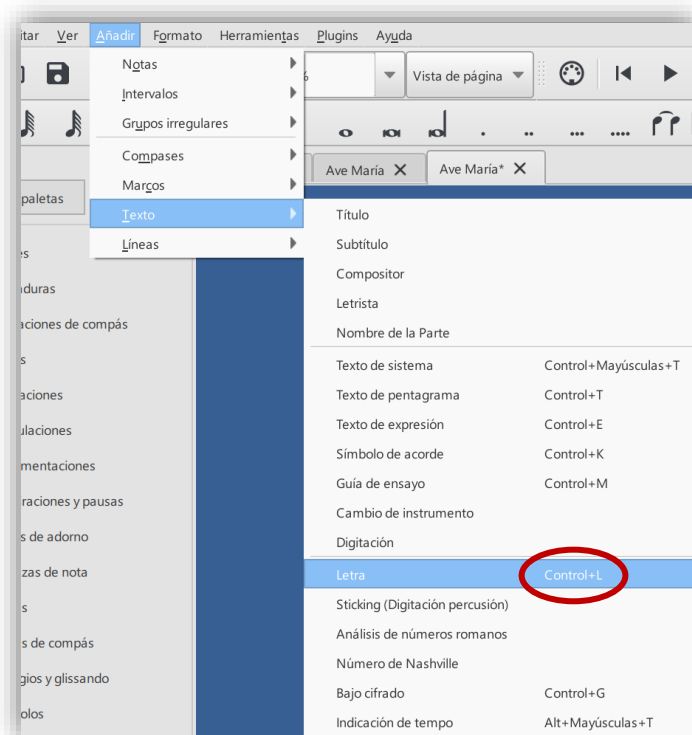 itar Ver Añadir Formato Herramientas Plugins Ayuda
Notas
Intervalos
Grupos irregulares
Compases
Marcos
Texto
Líneas
% Vista de página
Ave María Ave María*
paletas
es
duras
aciones de compás
s
aciones
ulaciones
mentaciones
raciones y pausas
s de adorno
zas de nota
s
s de compás
gios y glissando
olos
Título
Subtítulo
Compositor
Letrista
Nombre de la Parte
Texto de sistema Control+Mayúsculas+T
Texto de pentagrama Control+T
Texto de expresión Control+E
Símbolo de acorde Control+K
Guía de ensayo Control+M
Cambio de instrumento
Digitación
Letra Control+L
Sticking (Digitación percusión)
Análisis de números romanos
Número de Nashville
Bajo cifrado Control+G
Indicación de tempo Alt+Mayúsculas+T